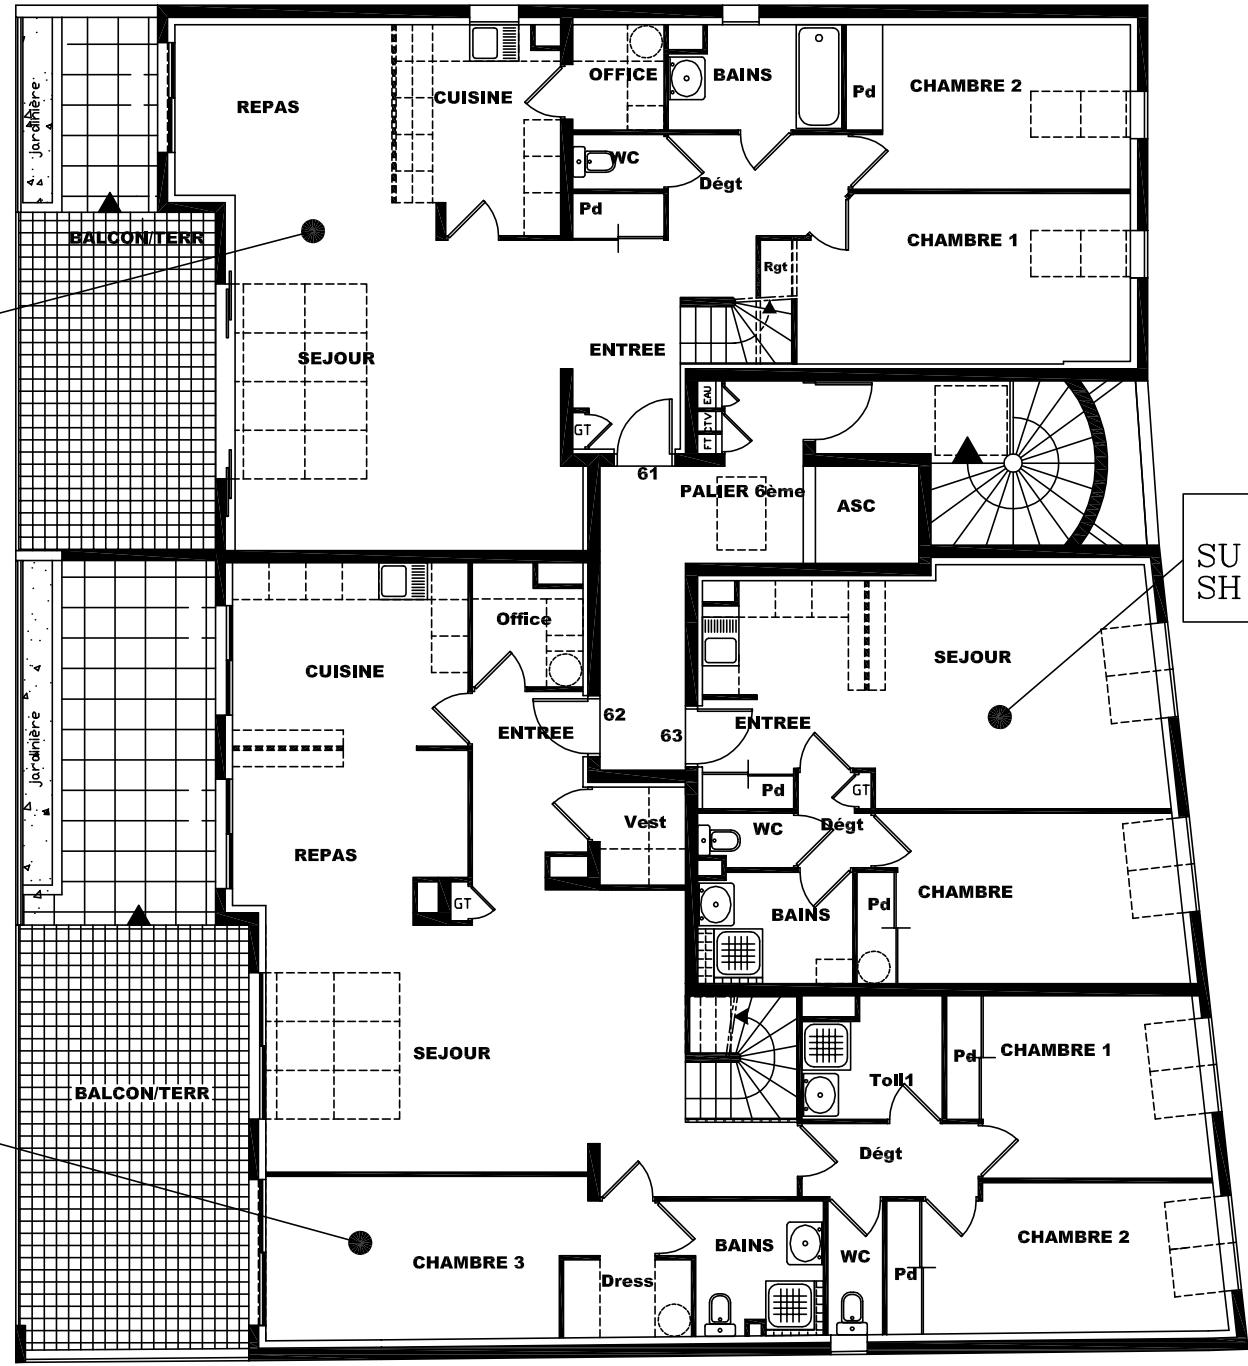 jardinière
REPAS
CUISINE
OFFICE
BAINS
Pd
CHAMBRE 2
WC
Dégt
Pd
BALCON/TERR
CHAMBRE 1
Rgt
SEJOUR
ENTREE
GT
EAU
CTV
FT
61
PALIER 6ème
ASC
SU
SH
jardinière
CUISINE
Office
ENTREE
62
63
ENTREE
SEJOUR
REPAS
Vest
Pd
GT
WC
Dégt
GT
BAINS
Pd
CHAMBRE
SEJOUR
BALCON/TERR
Toil1
Pd
CHAMBRE 1
Dégt
CHAMBRE 3
Dress
BAINS
WC
Pd
CHAMBRE 2